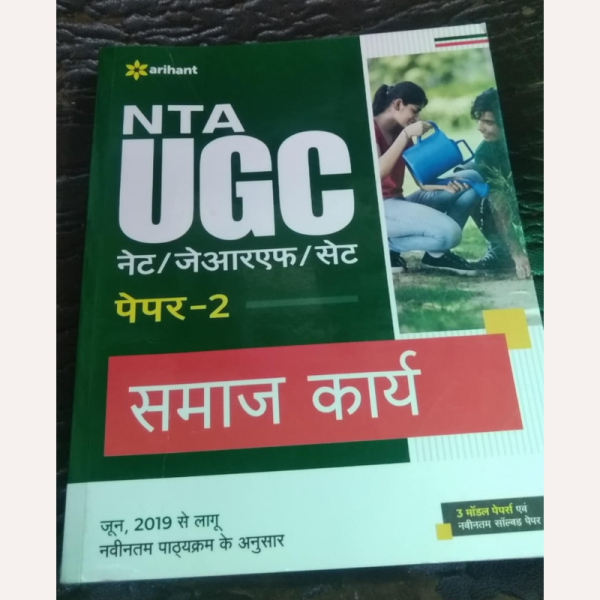 arihant
NTA
UGC
नेट/जेआरएफ/सेट
पेपर-2
समाज कार्य
3 मॉडल पेपर्स एवं
नवीनतम सॉल्वड पेपर
जून, 2019 से लागू
नवीनतम पाठ्यक्रम के अनुसार